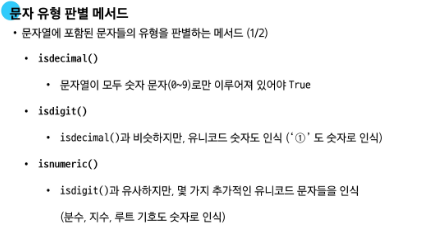 문자 유형 판별 메서드
• 문자열에 포함된 문자들의 유형을 판별하는 메서드 (1/2)
• isdecimal()
• 문자열이 모두 숫자 문자(0~9)로만 이루어져 있어야 True
• isdigit()
• isdecimal()과 비슷하지만, 유니코드 숫자도 인식 ('①' 도 숫자로 인식)
• isnumeric()
• isdigit()과 유사하지만, 몇 가지 추가적인 유니코드 문자들을 인식
(분수, 지수, 루트 기호도 숫자로 인식)